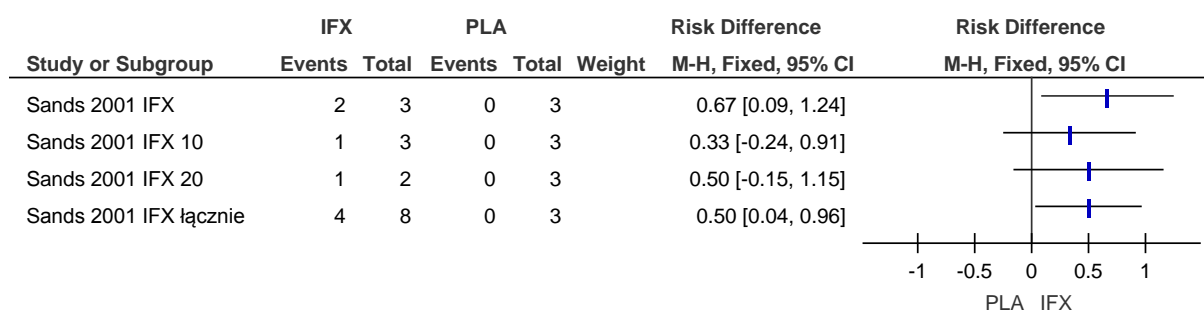 IFX PLA Risk Difference Risk Difference
Study or Subgroup Events Total Events Total Weight M-H, Fixed, 95% CI M-H, Fixed, 95% CI
Sands 2001 IFX 2 3 0 3 0.67 [0.09, 1.24]
Sands 2001 IFX 10 1 3 0 3 0.33 [-0.24, 0.91]
Sands 2001 IFX 20 1 2 0 3 0.50 [-0.15, 1.15]
Sands 2001 IFX łącznie 4 8 0 3 0.50 [0.04, 0.96]
-1 -0.5 0 0.5 1
PLA IFX